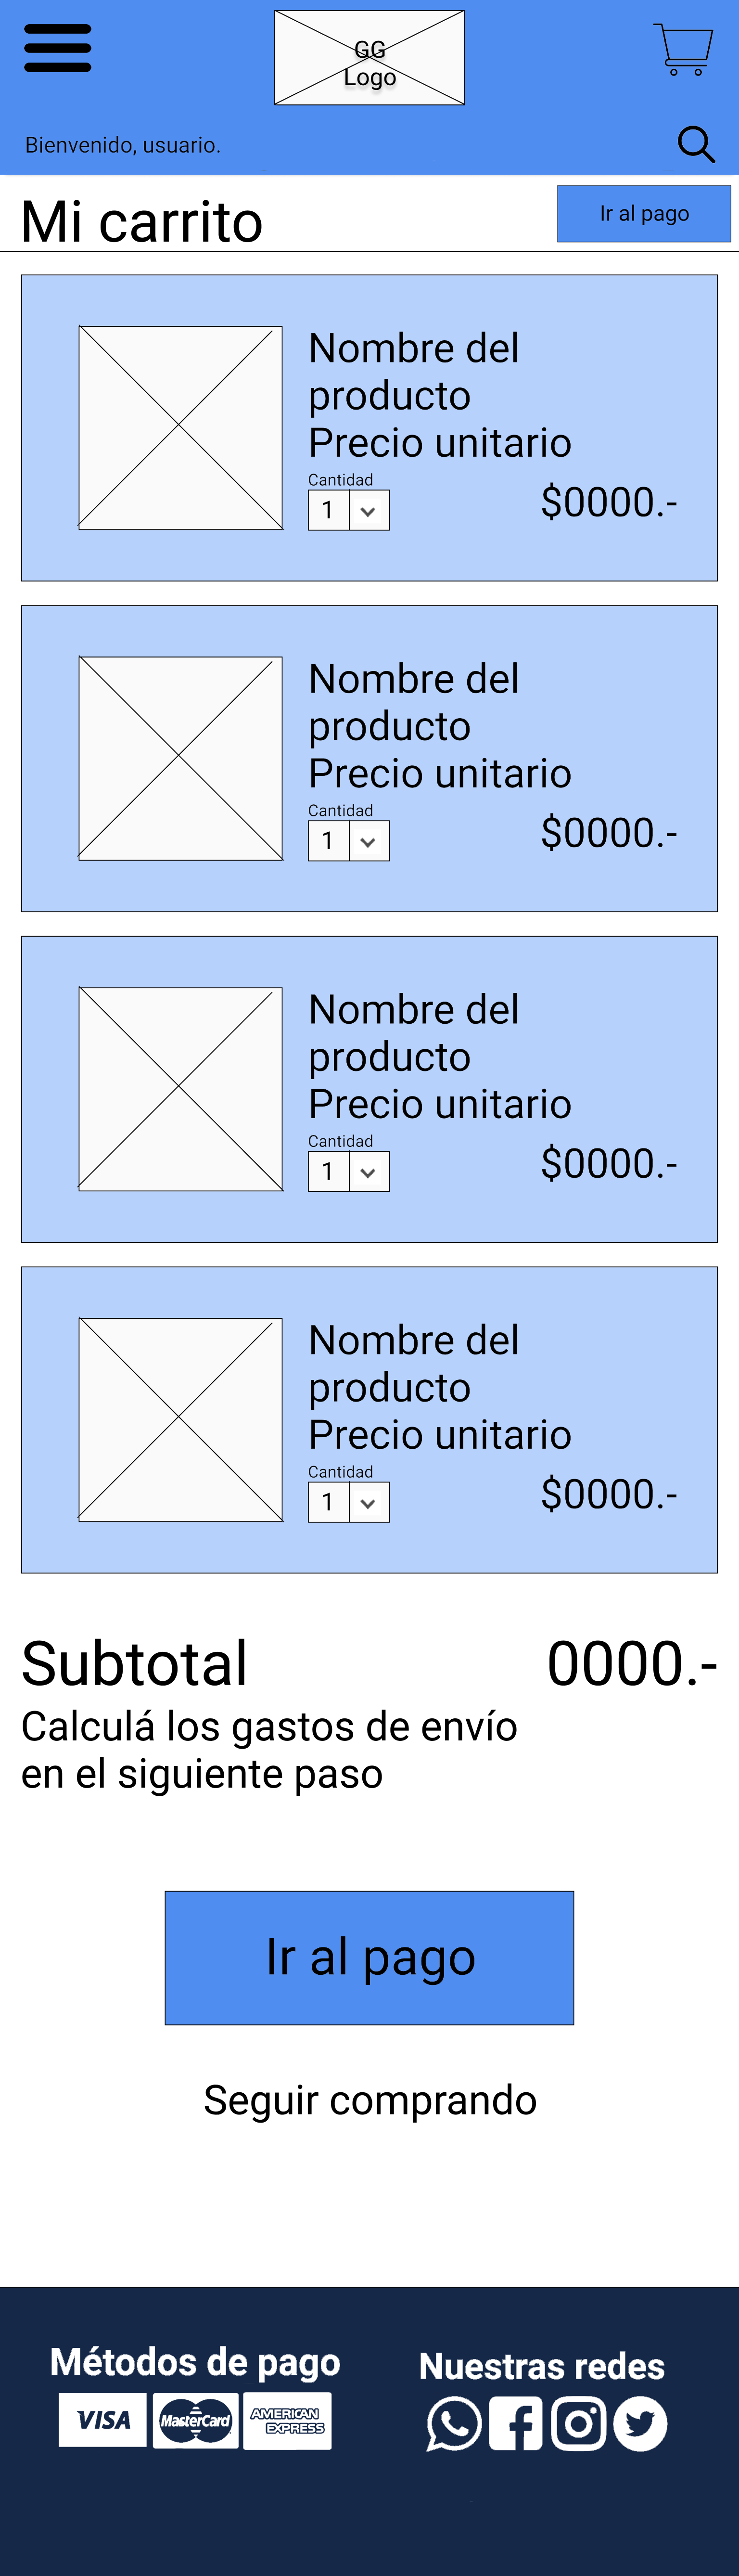 GG
Logo
Bienvenido, usuario.
Mi carrito
Ir al pago
Nombre del
producto
Precio unitario
Cantidad
1
$0000.-
Nombre del
producto
Precio unitario
Cantidad
1
$0000.-
Nombre del
producto
Precio unitario
Cantidad
1
$0000.-
Nombre del
producto
Precio unitario
Cantidad
1
$0000.-
Subtotal 0000.-
Calculá los gastos de envío
en el siguiente paso
Ir al pago
Seguir comprando
Métodos de pago
VISA MasterCard AMERICAN EXPRESS
Nuestras redes